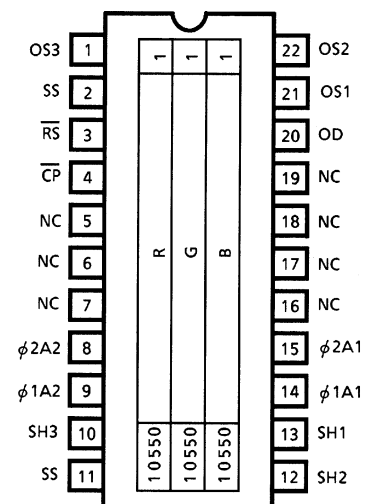 OS3 1 1 1 1 22 OS2
SS 2 21 OS1
R̅S̅ 3 20 OD
C̅P̅ 4 19 NC
NC 5 18 NC
NC 6 R G B 17 NC
NC 7 16 NC
ϕ2A2 8 15 ϕ2A1
ϕ1A2 9 14 ϕ1A1
SH3 10 10550 10550 10550 13 SH1
SS 11 12 SH2